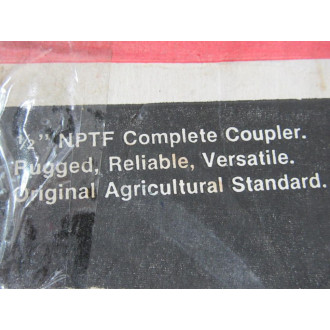 ½" NPTF Complete Coupler.
Rugged, Reliable, Versatile.
Original Agricultural Standard.